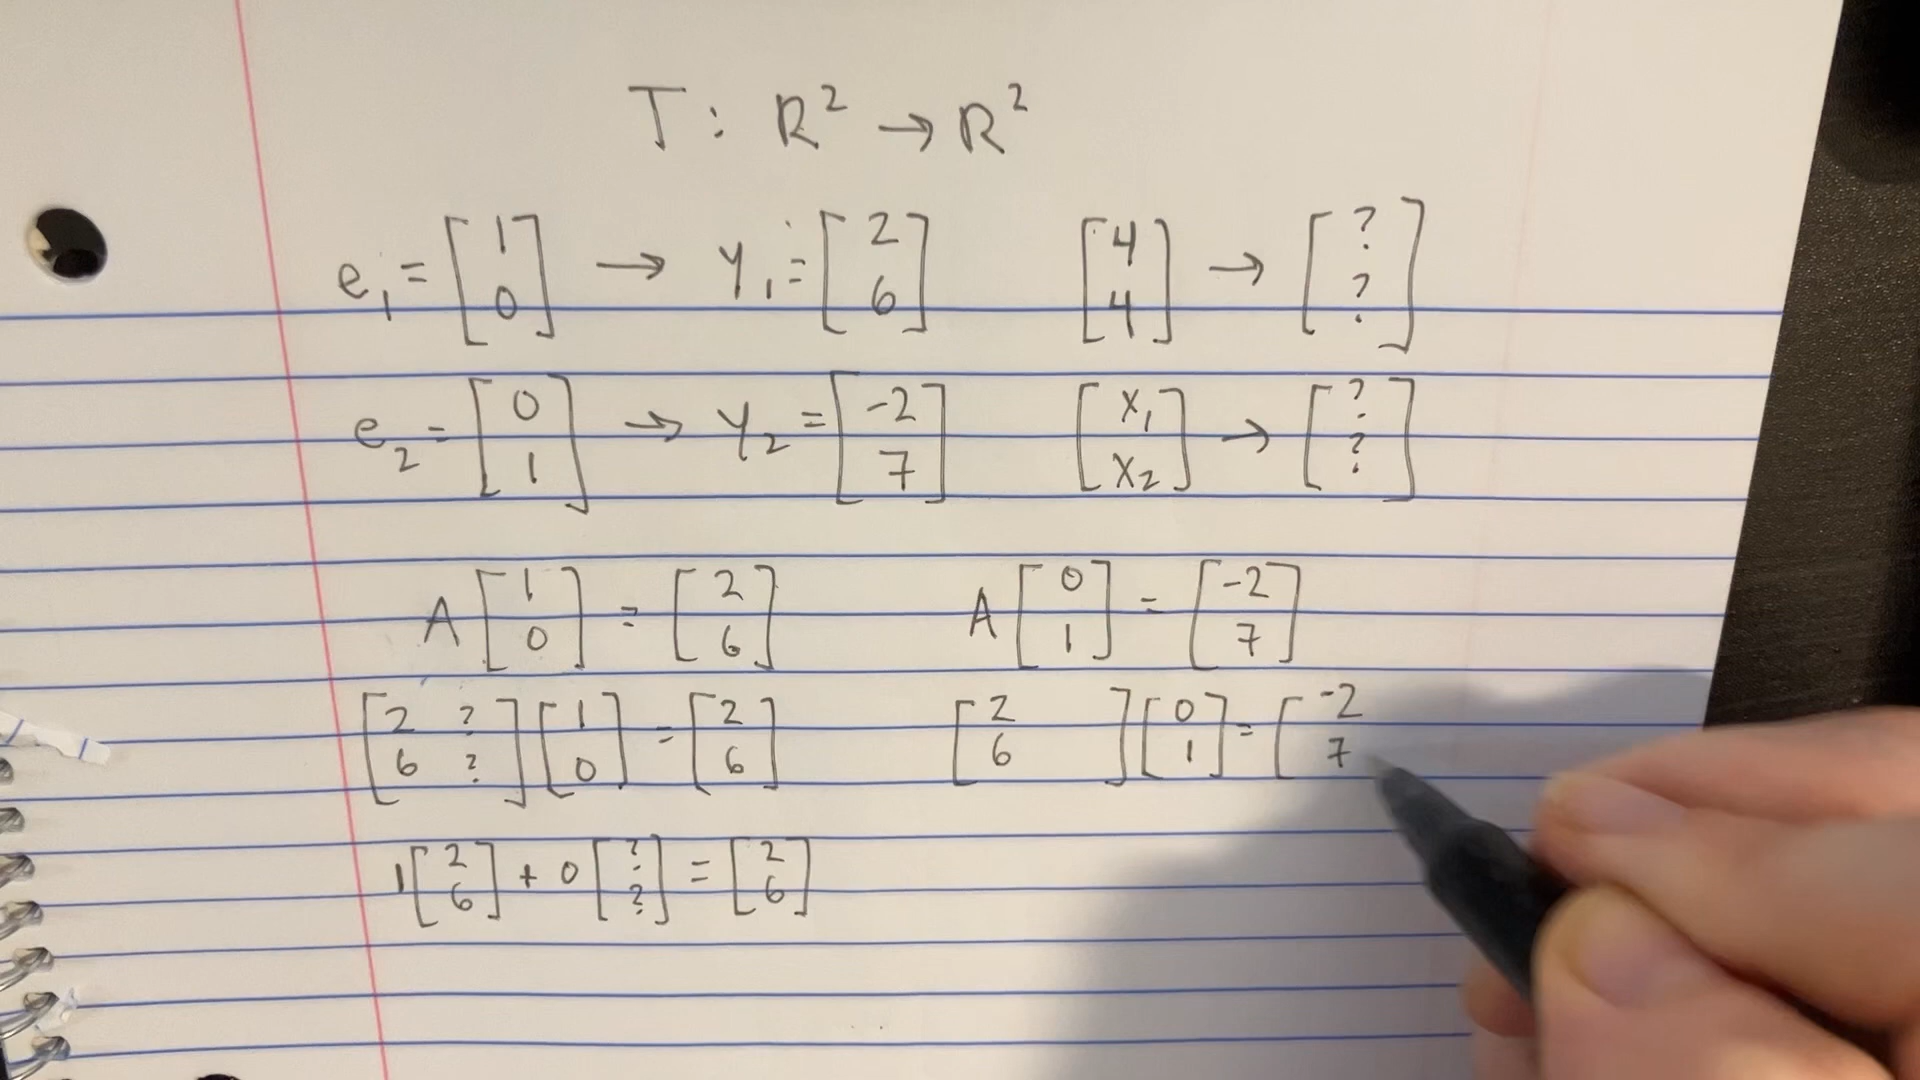 T : R² → R²
e₁ = [1 0] → y₁ = [2 6] [4 4] → [? ?]
e₂ = [0 1] → y₂ = [-2 7] [x₁ x₂] → [? ?]
A [1 0] = [2 6] A [0 1] = [-2 7]
[2 ? 6 ?] [1 0] = [2 6] [2 6 ] [0 1] = [-2 7
1 [2 6] + 0 [? ?] = [2 6]